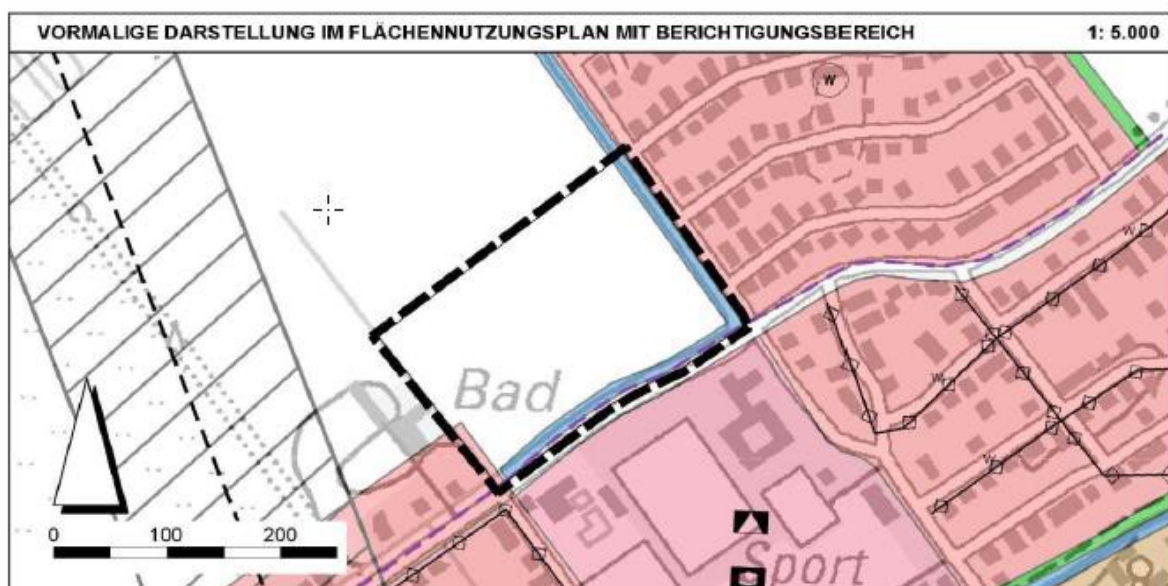 VORMALIGE DARSTELLUNG IM FLÄCHENNUTZUNGSPLAN MIT BERICHTIGUNGSBEREICH 1: 5.000
W
W
W
Bad
W
Sport
0 100 200